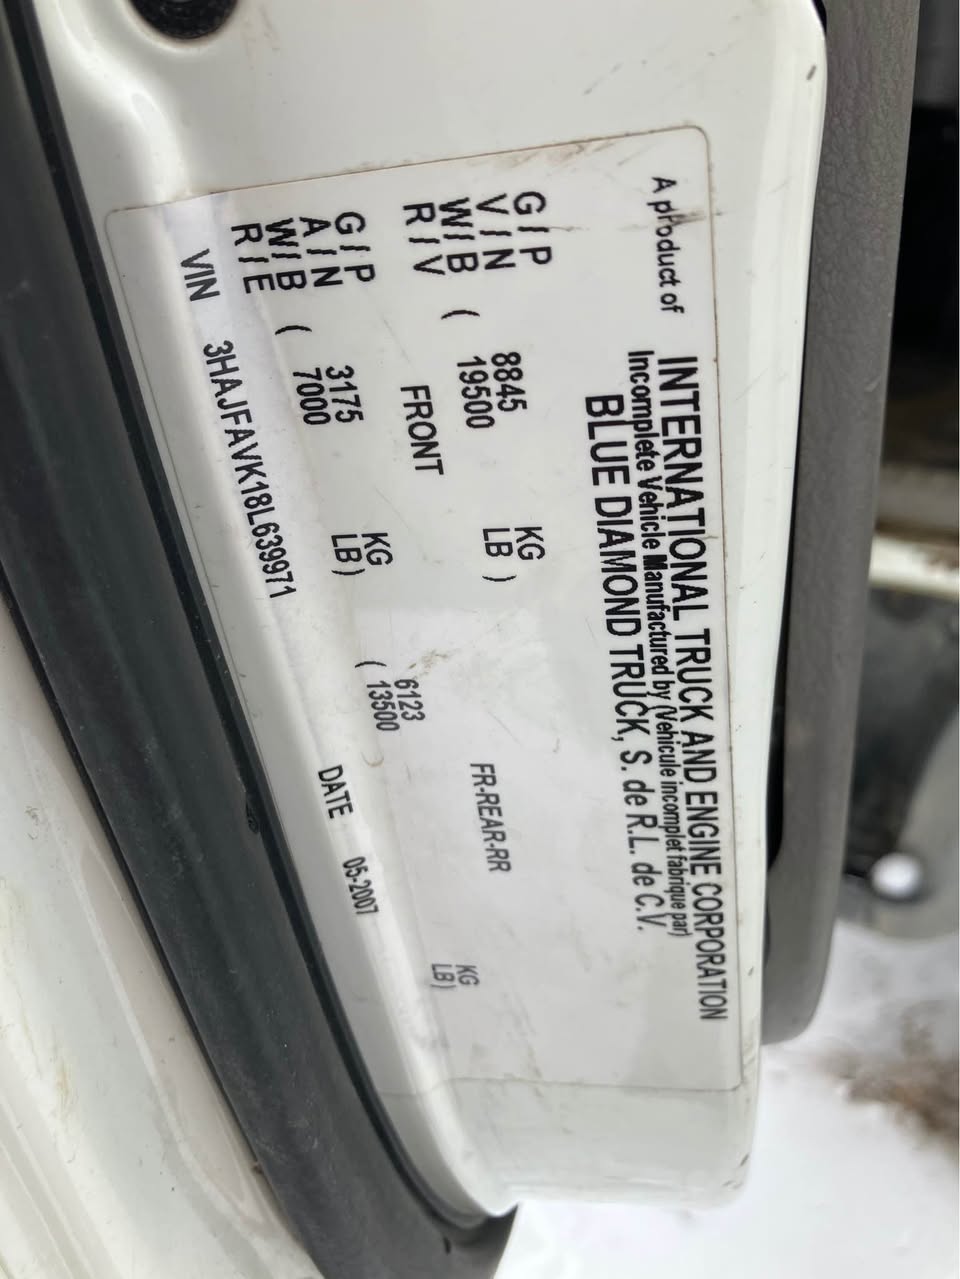 A product of INTERNATIONAL TRUCK AND ENGINE CORPORATION
Incomplete Vehicle Manufactured by (Vehicule incomplet fabrique par)
BLUE DIAMOND TRUCK, S. de R.L. de C.V.
G / P
V / N 8845 KG
W / B ( 19500 LB )
R / V
FRONT FR-REAR-RR
G / P
A / N 3175 KG 6123 KG
W / B ( 7000 LB ) ( 13500 LB )
R / E
VIN 3HAJFAVK18L639971 DATE 05-2007